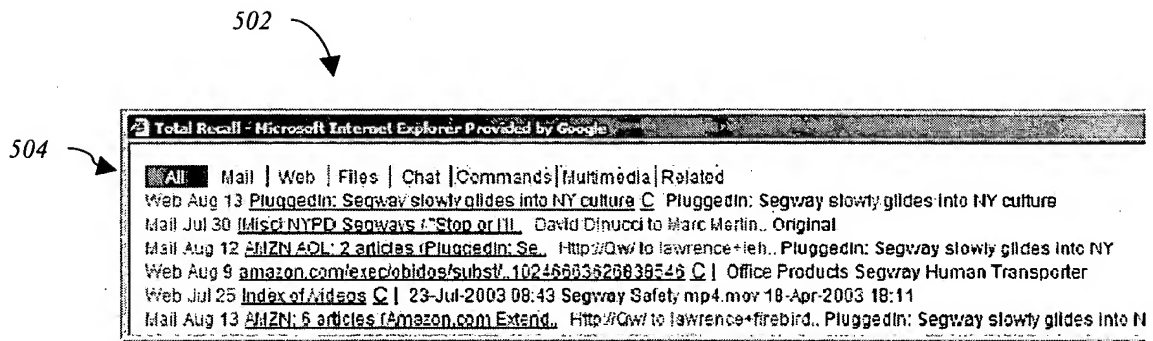 502
504
Total Recall - Microsoft Internet Explorer Provided by Google
All Mail | Web | Files | Chat | Commands | Multimedia | Related
Web Aug 13 PluggedIn: Segway slowly glides into NY culture C PluggedIn: Segway slowly glides into NY culture
Mail Jul 30 [Misc] NYPD Segways / "Stop or I'll.. David Dinucci to Marc Merlin.. Original
Mail Aug 12 AMZN AOL: 2 articles (PluggedIn: Se.. Http://Qw/ to lawrence+leh.. PluggedIn: Segway slowly glides into NY
Web Aug 9 amazon.com/exec/obidos/subst/.. C | Office Products Segway Human Transporter
Web Jul 25 Index of /videos C | 23-Jul-2003 08:43 Segway Safety mp4.mov 18-Apr-2003 18:11
Mail Aug 13 AMZN: 6 articles (Amazon.com Extend.. Http://Qw/ to lawrence+firebird.. PluggedIn: Segway slowly glides into N